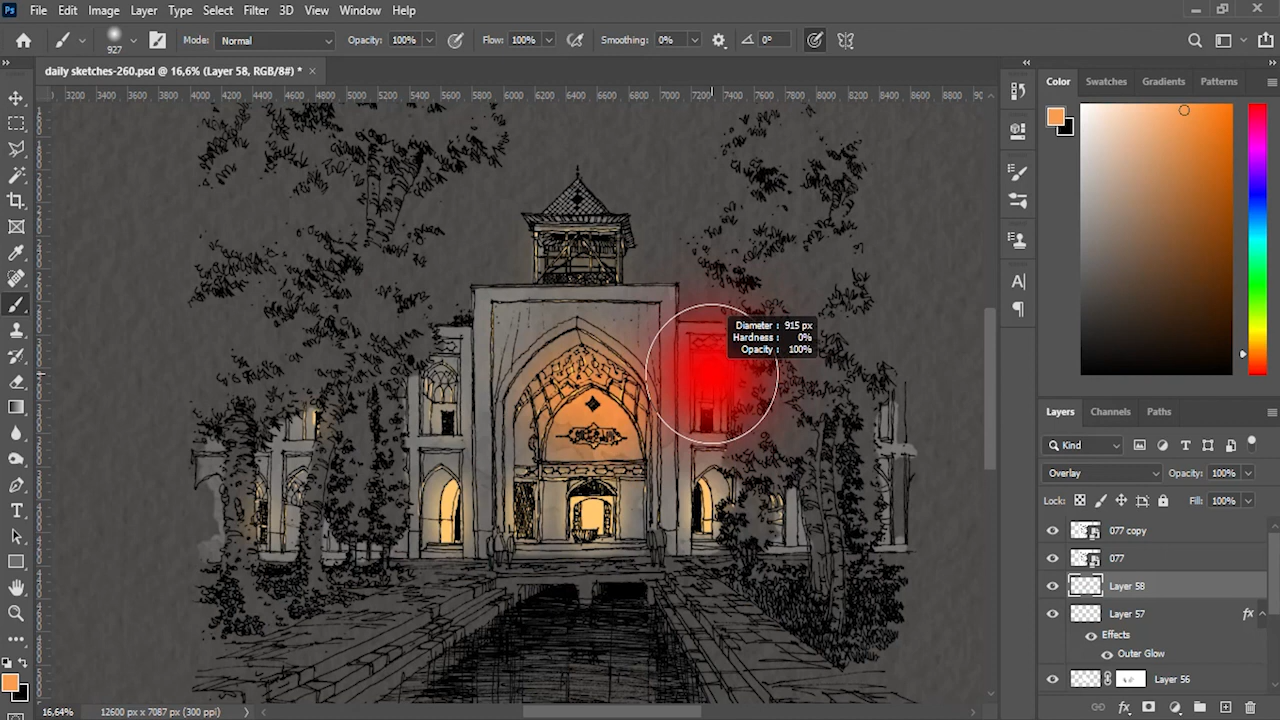 Ps File Edit Image Layer Type Select Filter 3D View Window Help
927 Mode: Normal Opacity: 100% Flow: 100% Smoothing: 0% 0°
daily sketches-260.psd @ 16,6% (Layer 58, RGB/8#) * ×
3200 3400 3600 3800 4000 4200 4400 4600 4800 5000 5200 5400 5600 5800 6000 6200 6400 6600 6800 7000 7200 7400 7600 7800 8000 8200 8400 8600 8800
Color Swatches Gradients Patterns
Diameter : 915 px
Hardness : 0%
Opacity : 100%
Layers Channels Paths
Kind
Overlay Opacity: 100%
Lock: Fill: 100%
077 copy
077
Layer 58
Layer 57 fx
Effects
Outer Glow
Layer 56
16,64% 12600 px x 7087 px (300 ppi)